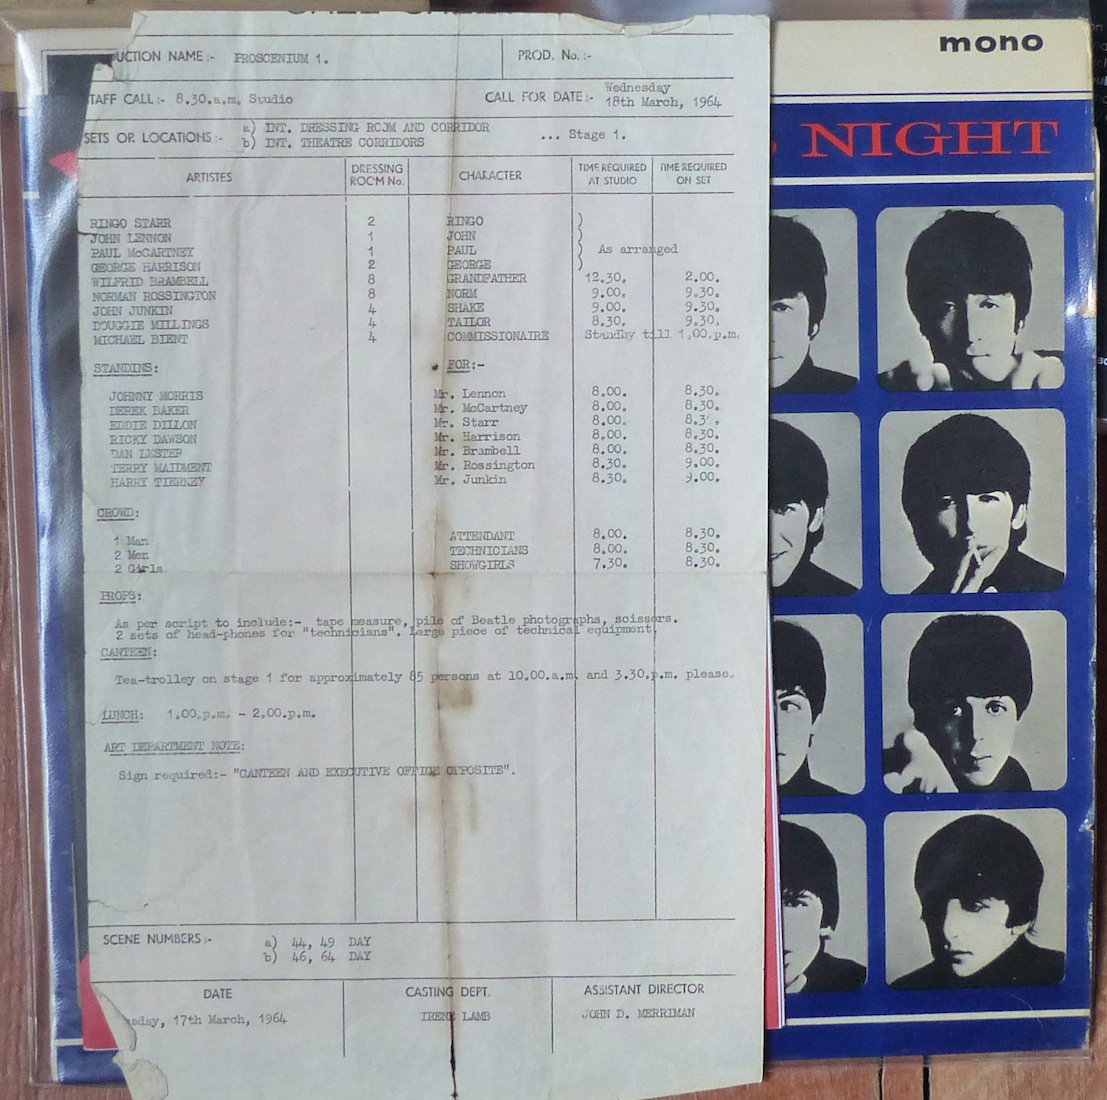 mono
NIGHT
UCTION NAME:- PROSCENIUM 1. PROD. No.:-
TAFF CALL:- 8.30.a.m. Studio CALL FOR DATE:- Wednesday
18th March, 1964
SETS OR LOCATIONS:- a) INT. DRESSING ROOM AND CORRIDOR ... Stage 1.
b) INT. THEATRE CORRIDORS
ARTISTES DRESSING ROOM No. CHARACTER TIME REQUIRED AT STUDIO TIME REQUIRED ON SET
RINGO STARR 2 RINGO )
JOHN LENNON 1 JOHN
PAUL McCARTNEY 1 PAUL ) As arranged
GEORGE HARRISON 2 GEORGE )
WILFRID BRAMBELL 8 GRANDFATHER 12.30. 2.00.
NORMAN ROSSINGTON 8 NORM 9.00. 9.30.
JOHN JUNKIN 4 SHAKE 9.00. 9.30.
DOUGGIE MILLINGS 4 TAILOR 8.30. 9.30.
MICHAEL BIENT 4 COMMISSIONAIRE Standby till 1.00.p.m.
STANDINS: FOR:-
JOHNNY MORRIS Mr. Lennon 8.00. 8.30.
DEREK BAKER Mr. McCartney 8.00. 8.30.
EDDIE DILLON Mr. Starr 8.00. 8.3
RICKY DAWSON Mr. Harrison 8.00. 8.30.
DAN LESTER Mr. Brambell 8.00. 8.30.
TERRY MAIDMENT Mr. Rossington 8.30. 9.00.
HARRY TIERNEY Mr. Junkin 8.30. 9.00.
CROWD:
1 Man ATTENDANT 8.00. 8.30.
2 Men TECHNICIANS 8.00. 8.30.
2 Girls SHOWGIRLS 7.30. 8.30.
PROPS:
As per script to include:- tape measure, pile of Beatle photographs, scissors.
2 sets of head-phones for "technicians". Large piece of technical equipment.
CANTEEN:
Tea-trolley on stage 1 for approximately 85 persons at 10.00.a.m. and 3.30.p.m. please.
LUNCH: 1.00.p.m. - 2.00.p.m.
ART DEPARTMENT NOTE:
Sign required:- "CANTEEN AND EXECUTIVE OFFICE OPPOSITE".
SCENE NUMBERS:- a) 44, 49 DAY
b) 46, 64 DAY
DATE CASTING DEPT. ASSISTANT DIRECTOR
sday, 17th March, 1964 IRENE LAMB JOHN D. MERRIMAN